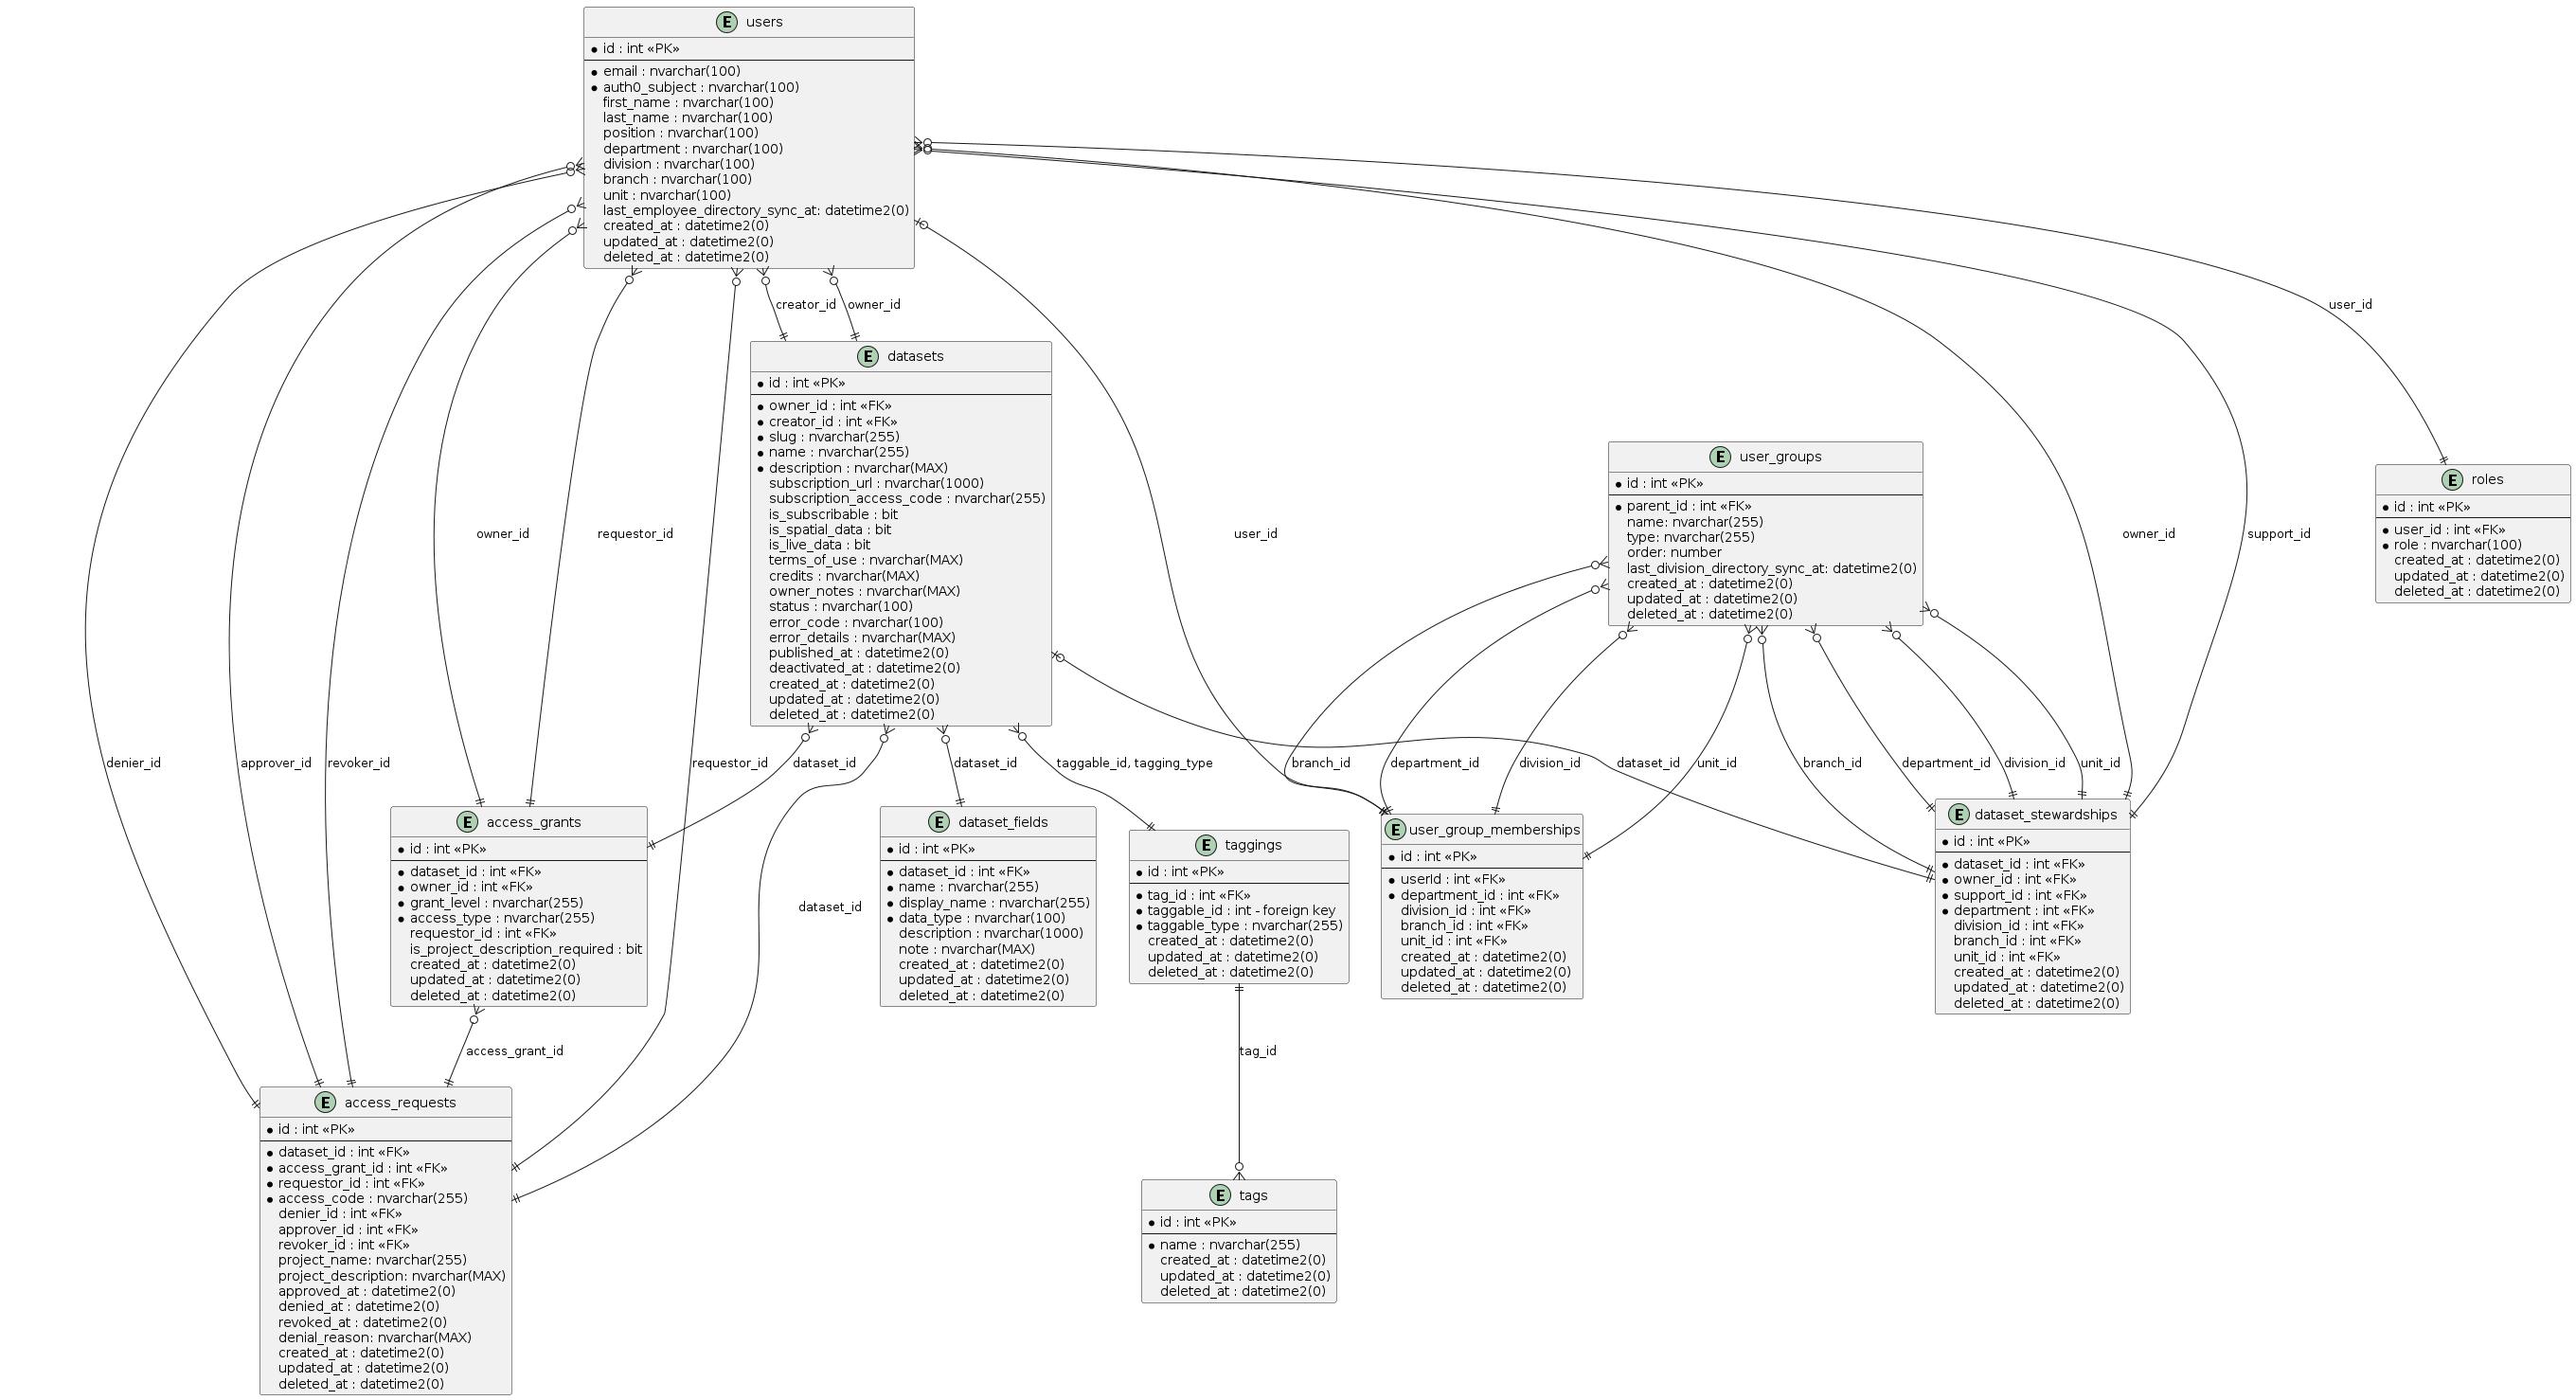 E users
id : int «PK»
email : nvarchar(100)
auth0_subject : nvarchar(100)
first_name : nvarchar(100)
last_name : nvarchar(100)
position : nvarchar(100)
department : nvarchar(100)
division : nvarchar(100)
branch : nvarchar(100)
unit : nvarchar(100)
last_employee_directory_sync_at: datetime2(0)
created_at : datetime2(0)
updated_at : datetime2(0)
deleted_at : datetime2(0)
creator_id
owner_id
user_id
E datasets
id : int «PK»
owner_id : int «FK»
creator_id : int «FK»
slug : nvarchar(255)
name : nvarchar(255)
description : nvarchar(MAX)
subscription_url : nvarchar(1000)
subscription_access_code : nvarchar(255)
is_subscribable : bit
is_spatial_data : bit
is_live_data : bit
terms_of_use : nvarchar(MAX)
credits : nvarchar(MAX)
owner_notes : nvarchar(MAX)
status : nvarchar(100)
error_code : nvarchar(100)
error_details : nvarchar(MAX)
published_at : datetime2(0)
deactivated_at : datetime2(0)
created_at : datetime2(0)
updated_at : datetime2(0)
deleted_at : datetime2(0)
E user_groups
id : int «PK»
parent_id : int «FK»
name: nvarchar(255)
type: nvarchar(255)
order: number
last_division_directory_sync_at: datetime2(0)
created_at : datetime2(0)
updated_at : datetime2(0)
deleted_at : datetime2(0)
E roles
id : int «PK»
user_id : int «FK»
role : nvarchar(100)
created_at : datetime2(0)
updated_at : datetime2(0)
deleted_at : datetime2(0)
owner_id
requestor_id
user_id
owner_id
support_id
denier_id
approver_id
revoker_id
requestor_id
dataset_id
dataset_id
taggable_id, tagging_type
branch_id
department_id
division_id
dataset_id
unit_id
branch_id
department_id
division_id
unit_id
E access_grants
id : int «PK»
dataset_id : int «FK»
owner_id : int «FK»
grant_level : nvarchar(255)
access_type : nvarchar(255)
requestor_id : int «FK»
is_project_description_required : bit
created_at : datetime2(0)
updated_at : datetime2(0)
deleted_at : datetime2(0)
dataset_id
E dataset_fields
id : int «PK»
dataset_id : int «FK»
name : nvarchar(255)
display_name : nvarchar(255)
data_type : nvarchar(100)
description : nvarchar(1000)
note : nvarchar(MAX)
created_at : datetime2(0)
updated_at : datetime2(0)
deleted_at : datetime2(0)
E taggings
id : int «PK»
tag_id : int «FK»
taggable_id : int - foreign key
taggable_type : nvarchar(255)
created_at : datetime2(0)
updated_at : datetime2(0)
deleted_at : datetime2(0)
E user_group_memberships
id : int «PK»
userId : int «FK»
department_id : int «FK»
division_id : int «FK»
branch_id : int «FK»
unit_id : int «FK»
created_at : datetime2(0)
updated_at : datetime2(0)
deleted_at : datetime2(0)
E dataset_stewardships
id : int «PK»
dataset_id : int «FK»
owner_id : int «FK»
support_id : int «FK»
department : int «FK»
division_id : int «FK»
branch_id : int «FK»
unit_id : int «FK»
created_at : datetime2(0)
updated_at : datetime2(0)
deleted_at : datetime2(0)
access_grant_id
tag_id
E access_requests
id : int «PK»
dataset_id : int «FK»
access_grant_id : int «FK»
requestor_id : int «FK»
access_code : nvarchar(255)
denier_id : int «FK»
approver_id : int «FK»
revoker_id : int «FK»
project_name: nvarchar(255)
project_description: nvarchar(MAX)
approved_at : datetime2(0)
denied_at : datetime2(0)
revoked_at : datetime2(0)
denial_reason: nvarchar(MAX)
created_at : datetime2(0)
updated_at : datetime2(0)
deleted_at : datetime2(0)
E tags
id : int «PK»
name : nvarchar(255)
created_at : datetime2(0)
updated_at : datetime2(0)
deleted_at : datetime2(0)